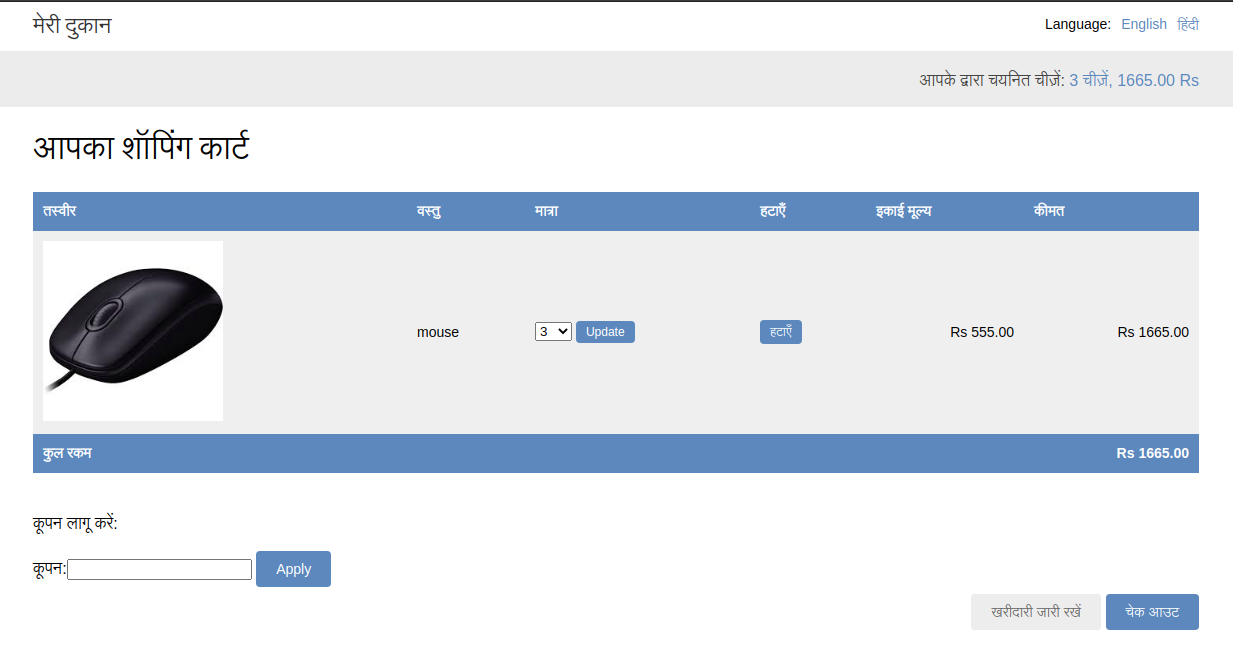 मेरी दुकान Language: English हिंदी
आपके द्वारा चयनित चीज़ें: 3 चीज़ें, 1665.00 Rs
आपका शॉपिंग कार्ट
तस्वीर वस्तु मात्रा हटाएँ इकाई मूल्य कीमत
mouse 3 Update हटाएँ Rs 555.00 Rs 1665.00
कुल रकम Rs 1665.00
कूपन लागू करें:
कूपन: Apply
खरीदारी जारी रखें चेक आउट